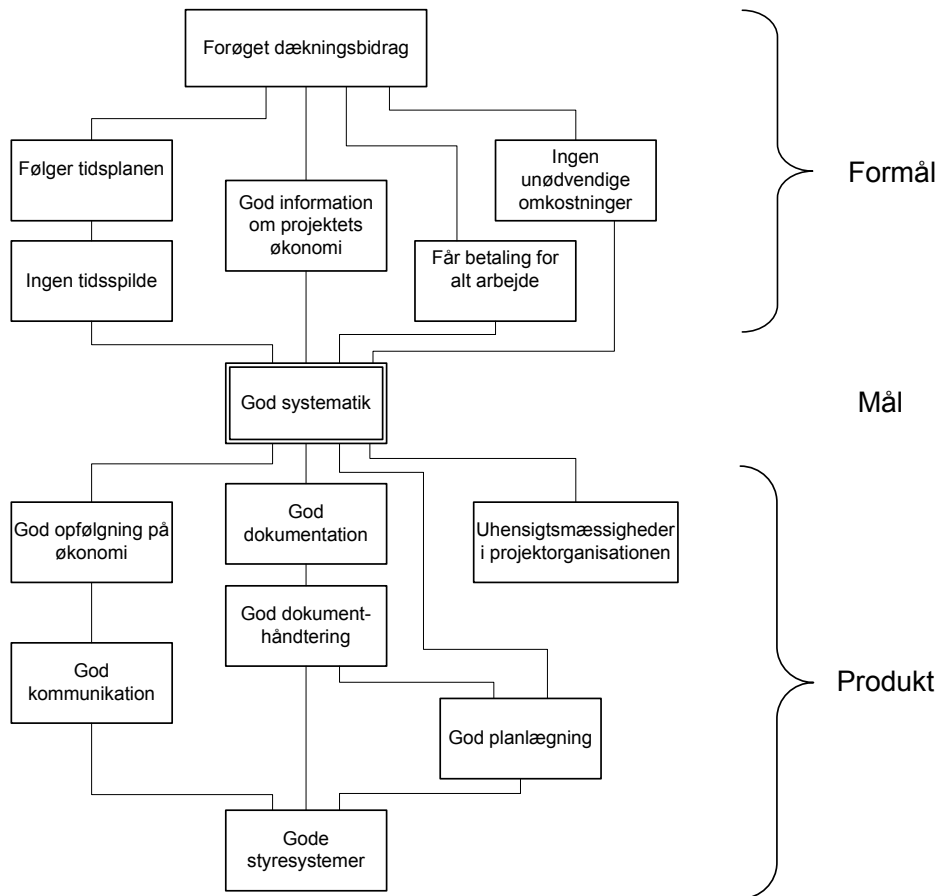 Forøget dækningsbidrag
Følger tidsplanen
God information
om projektets
økonomi
Ingen
unødvendige
omkostninger
Formål
Ingen tidsspilde
Får betaling for
alt arbejde
God systematik
Mål
God opfølgning på
økonomi
God
dokumentation
Uhensigtsmæssigheder
i projektorganisationen
God dokument-
håndtering
God
kommunikation
God planlægning
Produkt
Gode
styresystemer